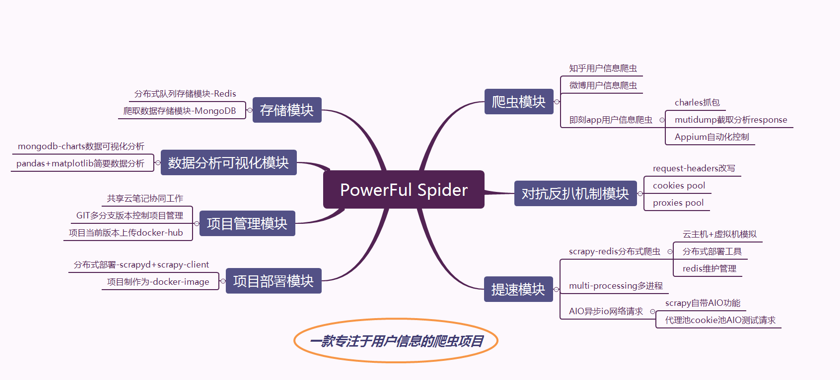 PowerFul Spider
存储模块
分布式队列存储模块-Redis
爬取数据存储模块-MongoDB
数据分析可视化模块
mongodb-charts数据可视化分析
pandas+matplotlib简要数据分析
项目管理模块
共享云笔记协同工作
GIT多分支版本控制项目管理
项目当前版本上传docker-hub
项目部署模块
分布式部署-scrapyd+scrapy-client
项目制作为-docker-image
爬虫模块
知乎用户信息爬虫
微博用户信息爬虫
即刻app用户信息爬虫
charles抓包
mutidump截取分析response
Appium自动化控制
对抗反扒机制模块
request-headers改写
cookies pool
proxies pool
提速模块
scrapy-redis分布式爬虫
云主机+虚拟机模拟
分布式部署工具
redis维护管理
multi-processing多进程
AIO异步io网络请求
scrapy自带AIO功能
代理池cookie池AIO测试请求
一款专注于用户信息的爬虫项目